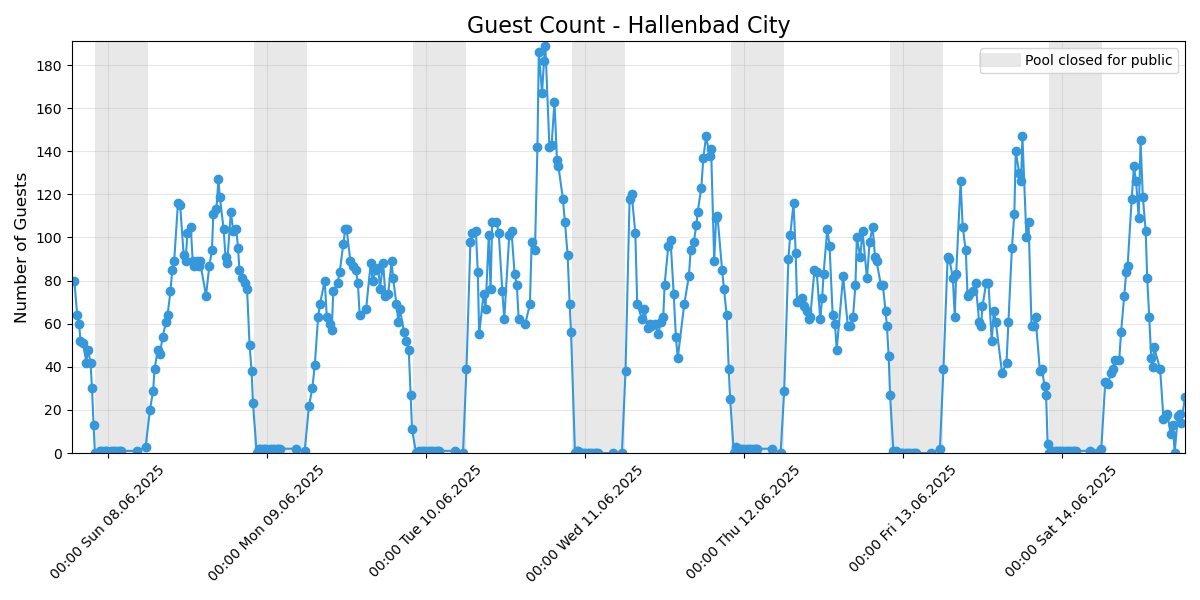 Guest Count - Hallenbad City
Pool closed for public
Number of Guests
180
160
140
120
100
80
60
40
20
0
00:00 Sun 08.06.2025
00:00 Mon 09.06.2025
00:00 Tue 10.06.2025
00:00 Wed 11.06.2025
00:00 Thu 12.06.2025
00:00 Fri 13.06.2025
00:00 Sat 14.06.2025